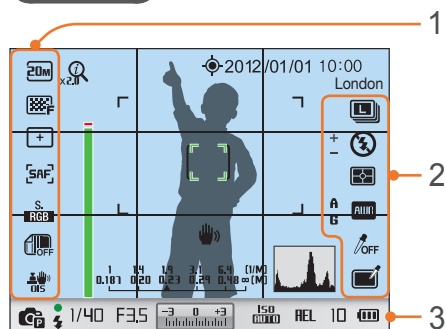 1
20M
x2.0
2012/01/01 10:00
London
F
L
+
-
2
SAF
S.
RGB
A
G
AWB
OFF
OFF
OIS
1 1.4 1.9 3.1 6.4 (1/M)
0.187 0.20 0.23 0.29 0.48 ∞ (M)
P 1/40 F3.5 -3 0 +3 ISO AUTO AEL 10
3